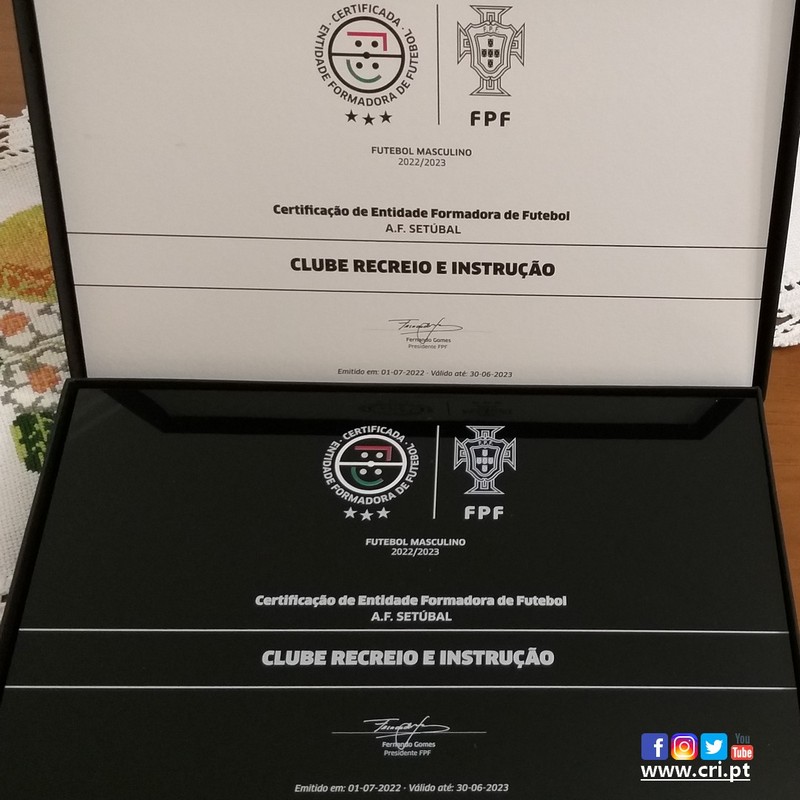 · CERTIFICADA ·
ENTIDADE FORMADORA DE FUTEBOL
FPF
FPF
FUTEBOL MASCULINO
2022/2023
Certificação de Entidade Formadora de Futebol
A.F. SETÚBAL
CLUBE RECREIO E INSTRUÇÃO
Fernando Gomes
Presidente FPF
Emitido em: 01-07-2022 · Válido até: 30-06-2023
· CERTIFICADA ·
ENTIDADE FORMADORA DE FUTEBOL
FPF
FPF
FUTEBOL MASCULINO
2022/2023
Certificação de Entidade Formadora de Futebol
A.F. SETÚBAL
CLUBE RECREIO E INSTRUÇÃO
Fernando Gomes
Presidente FPF
Emitido em: 01-07-2022 · Válido até: 30-06-2023
You
Tube
www.cri.pt